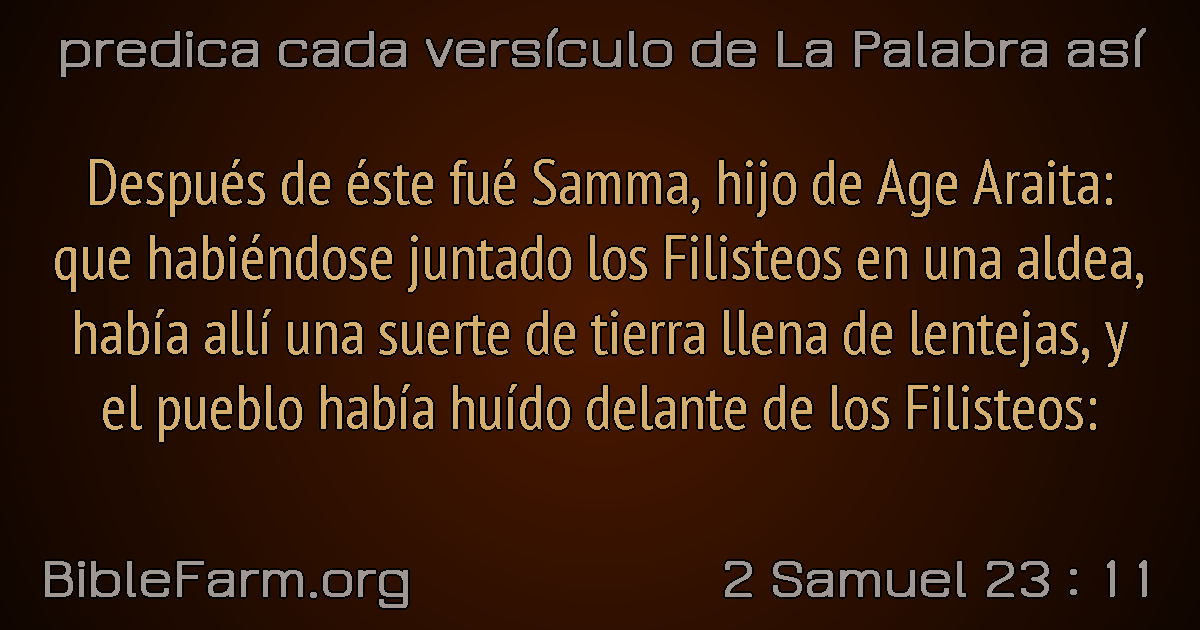 predica cada versículo de La Palabra así
Después de éste fué Samma, hijo de Age Araita:
que habiéndose juntado los Filisteos en una aldea,
había allí una suerte de tierra llena de lentejas, y
el pueblo había huído delante de los Filisteos:
BibleFarm.org
2 Samuel 23 : 11